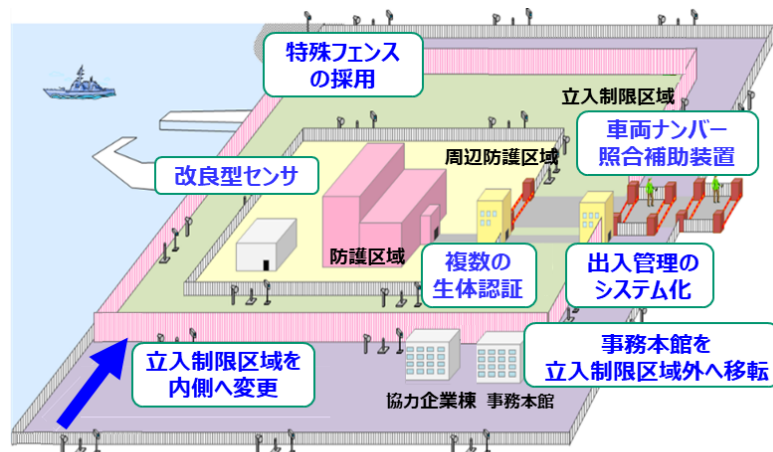 特殊フェンス
の採用
立入制限区域
車両ナンバー
照合補助装置
周辺防護区域
改良型センサ
防護区域
複数の
生体認証
出入管理の
システム化
立入制限区域を
内側へ変更
事務本館を
立入制限区域外へ移転
協力企業棟
事務本館